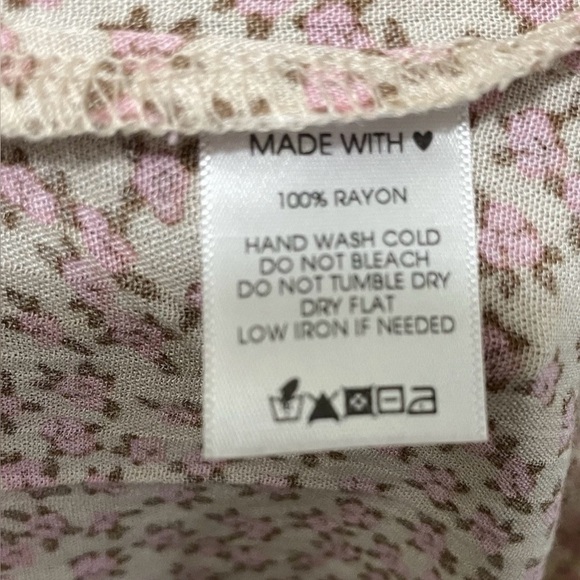 MADE WITH ♥
100% RAYON
HAND WASH COLD
DO NOT BLEACH
DO NOT TUMBLE DRY
DRY FLAT
LOW IRON IF NEEDED